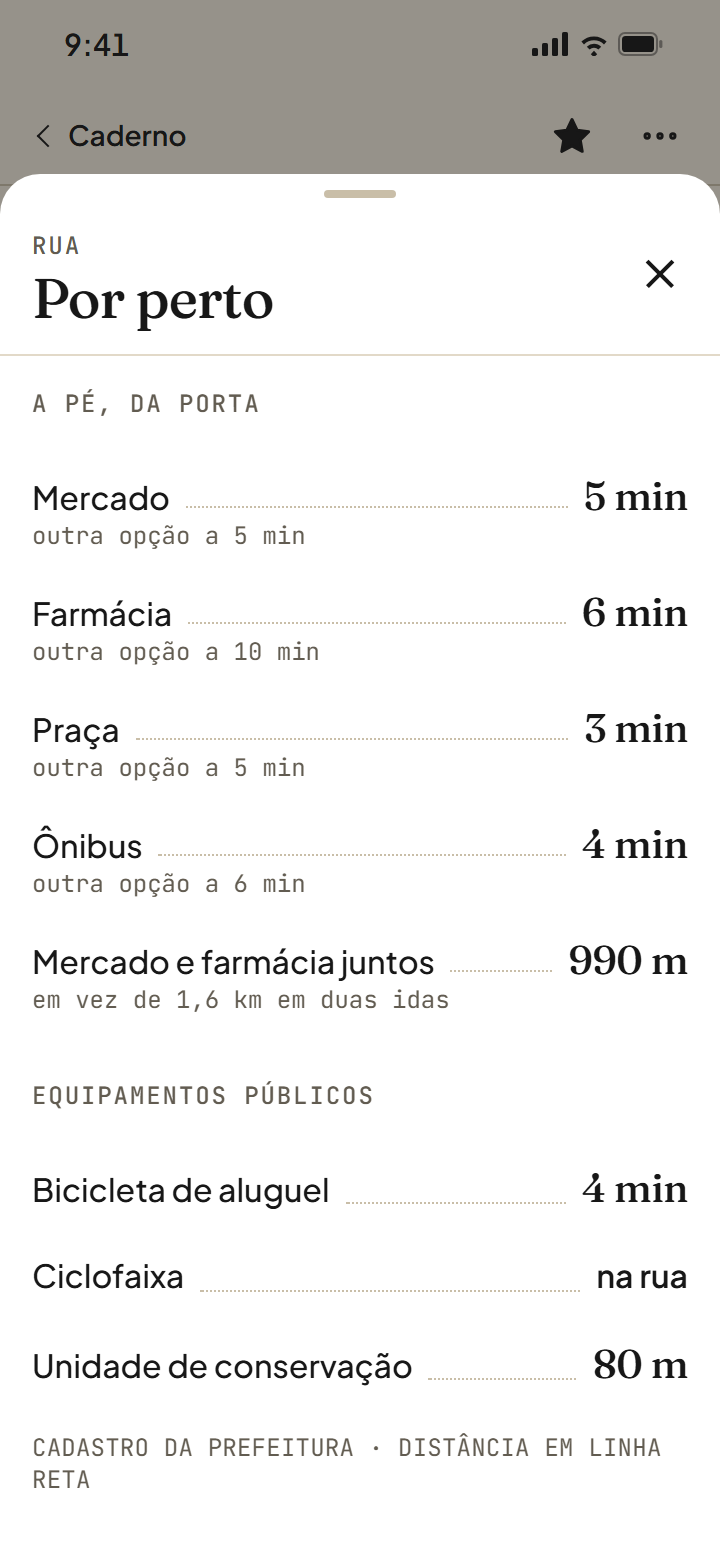 9:41
Caderno
RUA
Por perto
A PÉ, DA PORTA
Mercado 5 min
outra opção a 5 min
Farmácia 6 min
outra opção a 10 min
Praça 3 min
outra opção a 5 min
Ônibus 4 min
outra opção a 6 min
Mercado e farmácia juntos 990 m
em vez de 1,6 km em duas idas
EQUIPAMENTOS PÚBLICOS
Bicicleta de aluguel 4 min
Ciclofaixa na rua
Unidade de conservação 80 m
CADASTRO DA PREFEITURA · DISTÂNCIA EM LINHA
RETA